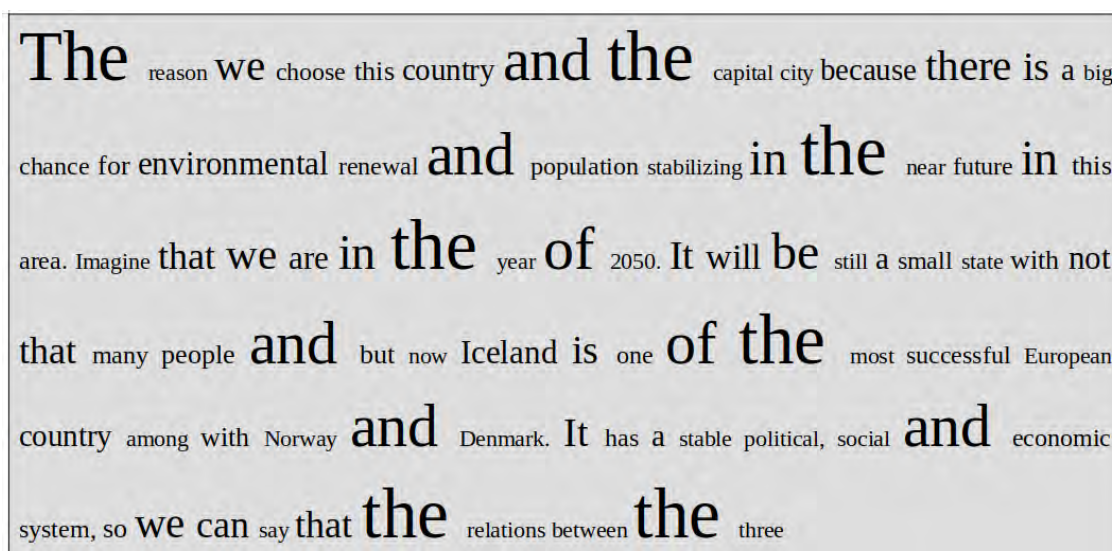 The reason we choose this country and the capital city because there is a big
chance for environmental renewal and population stabilizing in the near future in this
area. Imagine that we are in the year of 2050. It will be still a small state with not
that many people and but now Iceland is one of the most successful European
country among with Norway and Denmark. It has a stable political, social and economic
system, so we can say that the relations between the three